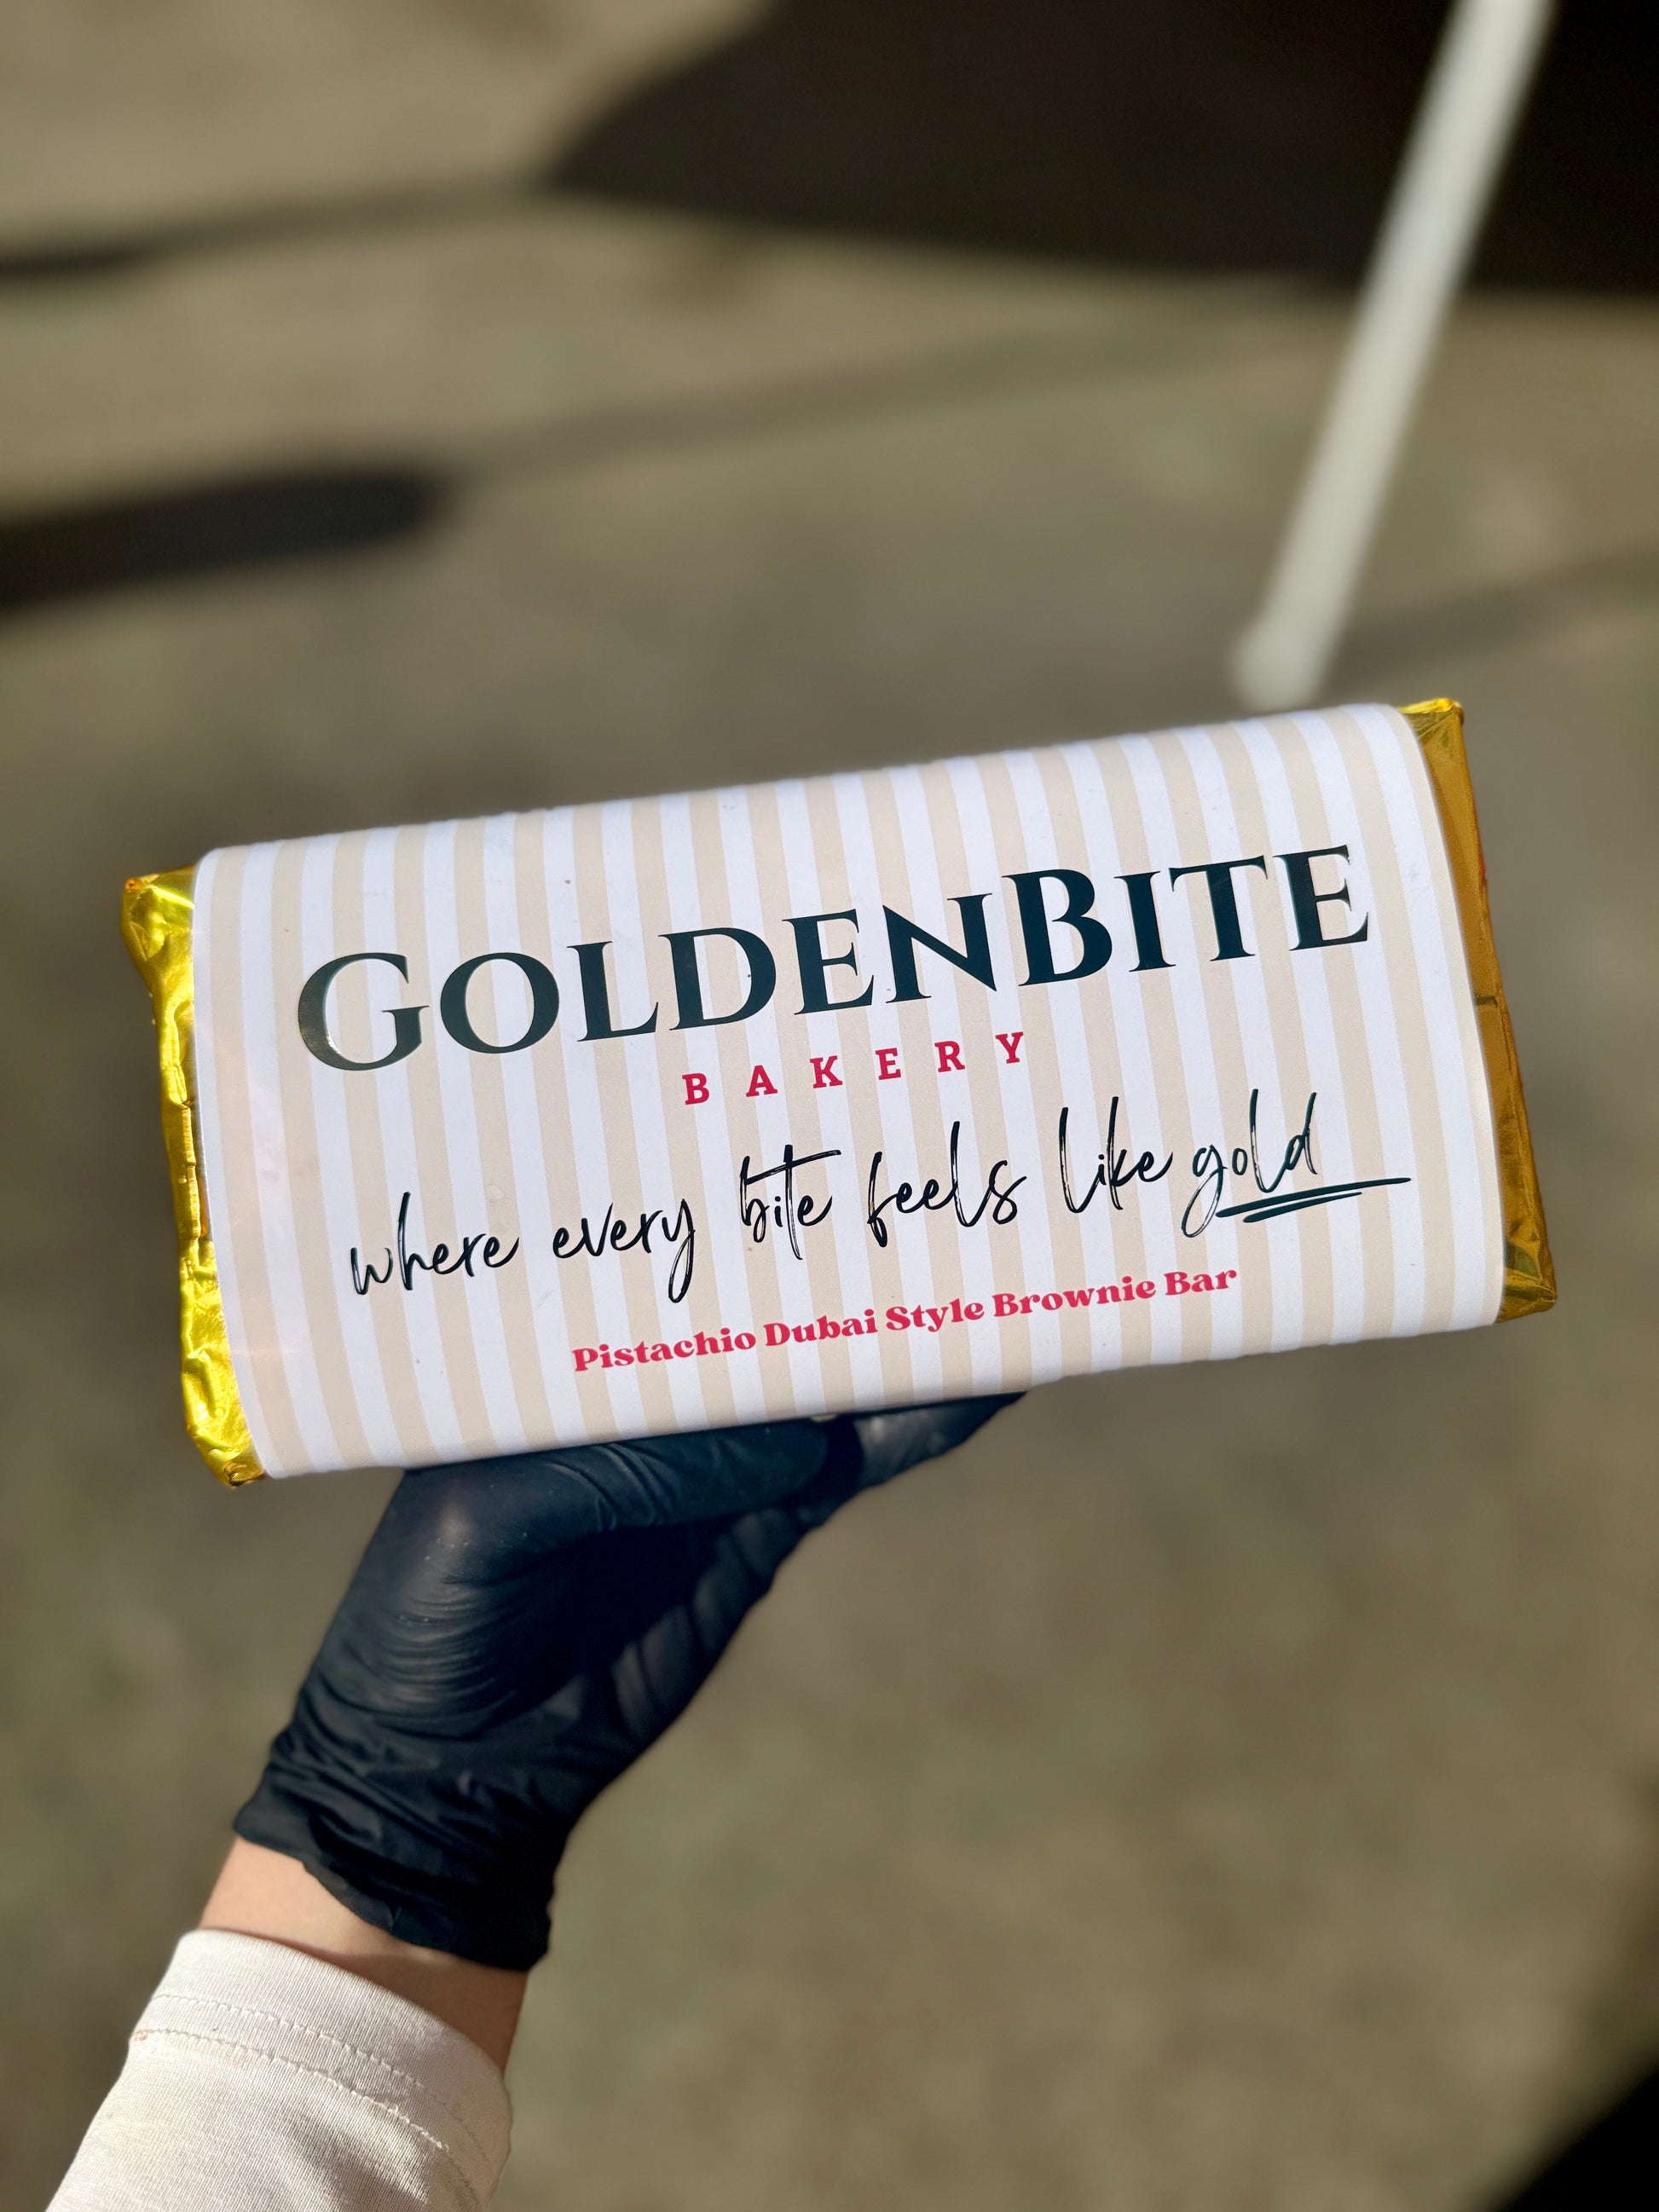 GOLDENBITE
BAKERY
where every bite feels like gold
Pistachio Dubai Style Brownie Bar